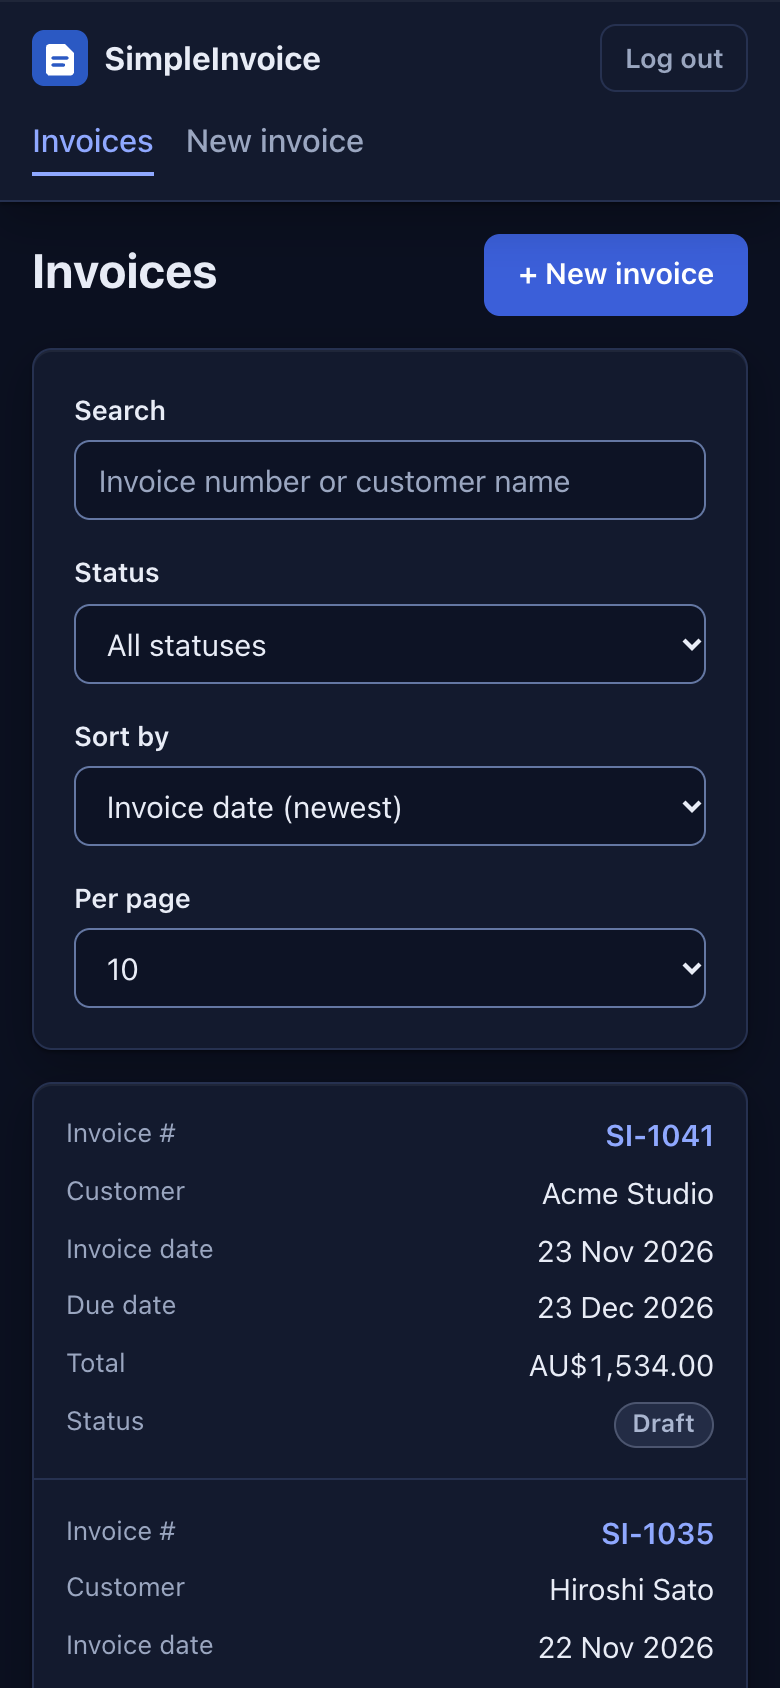 SimpleInvoice
Log out
Invoices
New invoice
Invoices
+ New invoice
Search
Invoice number or customer name
Status
All statuses
Sort by
Invoice date (newest)
Per page
10
Invoice # SI-1041
Customer Acme Studio
Invoice date 23 Nov 2026
Due date 23 Dec 2026
Total AU$1,534.00
Status Draft
Invoice # SI-1035
Customer Hiroshi Sato
Invoice date 22 Nov 2026